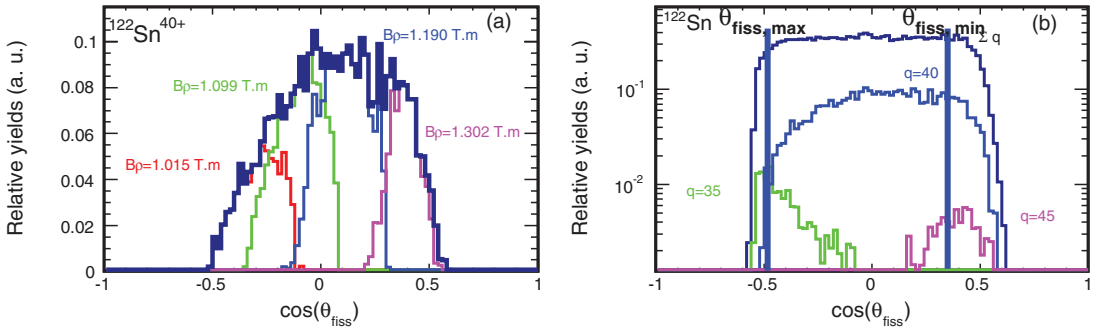 ¹²²Sn⁴⁰⁺
(a)
Bρ=1.190 T.m
Bρ=1.099 T.m
Bρ=1.302 T.m
Bρ=1.015 T.m
Relative yields (a. u.)
0.1
0.08
0.06
0.04
0.02
0
-1
-0.5
0
0.5
1
cos(θfiss)
¹²²Sn
θfiss, max
θfiss, min
Σ q
(b)
q=40
q=35
q=45
Relative yields (a. u.)
10⁻¹
10⁻²
-1
-0.5
0
0.5
1
cos(θfiss)